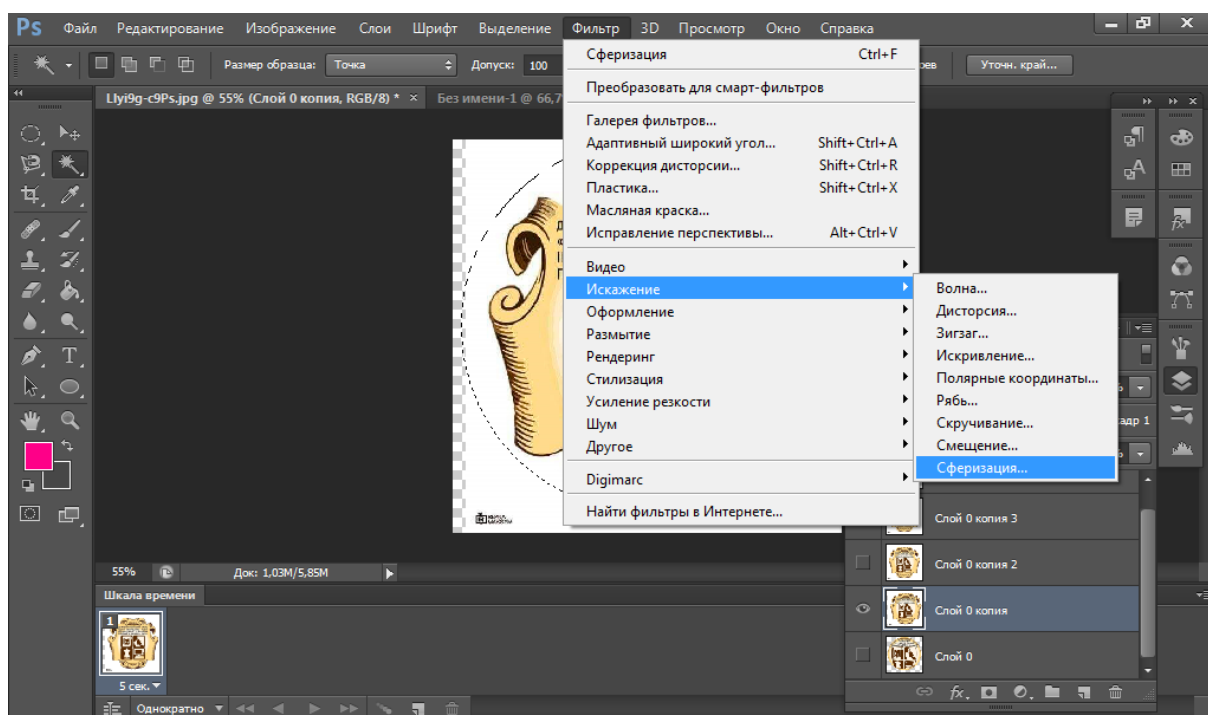 Ps Файл Редактирование Изображение Слои Шрифт Выделение Фильтр 3D Просмотр Окно Справка
Размер образца: Точка Допуск: 100 Уточн. край...
Llyi9g-c9Ps.jpg @ 55% (Слой 0 копия, RGB/8) * × Без имени-1 @ 66,7
Сферизация Ctrl+F
Преобразовать для смарт-фильтров
Галерея фильтров...
Адаптивный широкий угол... Shift+Ctrl+A
Коррекция дисторсии... Shift+Ctrl+R
Пластика... Shift+Ctrl+X
Масляная краска...
Исправление перспективы... Alt+Ctrl+V
Видео
Искажение
Оформление
Размытие
Рендеринг
Стилизация
Усиление резкости
Шум
Другое
Digimarc
Найти фильтры в Интернете...
Волна...
Дисторсия...
Зигзаг...
Искривление...
Полярные координаты...
Рябь...
Скручивание...
Смещение...
Сферизация...
адр 1
Слой 0 копия 3
Слой 0 копия 2
Слой 0 копия
Слой 0
55% Док: 1,03M/5,85M
Шкала времени
1
5 сек.
Однократно